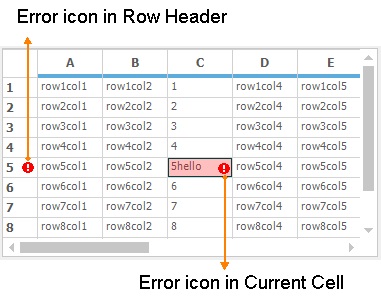 Error icon in Row Header
A B C D E
1 row1col1 row1col2 1 row1col4 row1col5
2 row2col1 row2col2 2 row2col4 row2col5
3 row3col1 row3col2 3 row3col4 row3col5
4 row4col1 row4col2 4 row4col4 row4col5
5 row5col1 row5col2 5hello row5col4 row5col5
6 row6col1 row6col2 6 row6col4 row6col5
7 row7col1 row7col2 7 row7col4 row7col5
8 row8col1 row8col2 8 row8col4 row8col5
Error icon in Current Cell